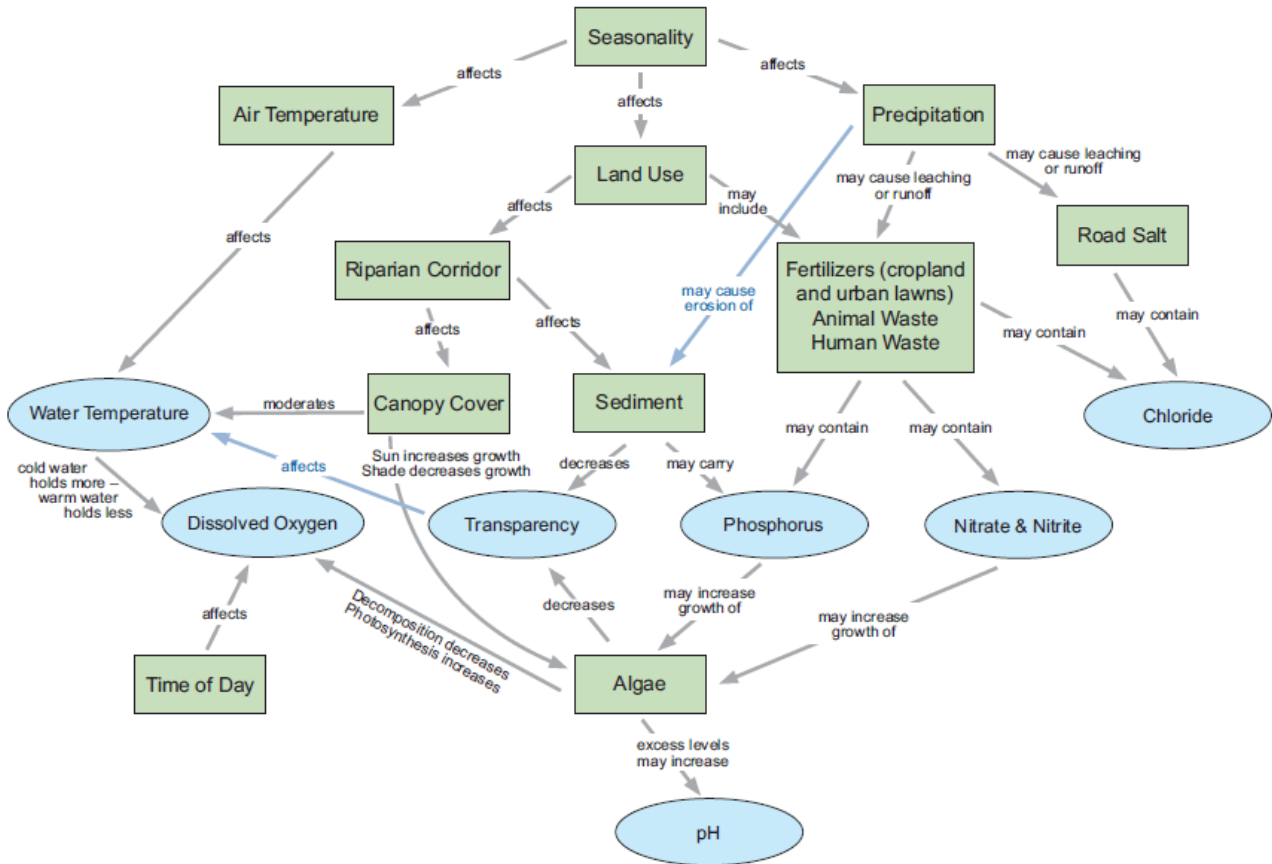 Seasonality
affects
affects
affects
Air Temperature
Precipitation
Land Use
may cause leaching
or runoff
may cause leaching
or runoff
affects
may
include
affects
Road Salt
Riparian Corridor
Fertilizers (cropland
and urban lawns)
Animal Waste
Human Waste
may cause
erosion of
affects
affects
may contain
may contain
Water Temperature
moderates
Canopy Cover
Sediment
Chloride
may contain
may contain
Sun increases growth
Shade decreases growth
affects
decreases
may carry
cold water
holds more –
warm water
holds less
Dissolved Oxygen
Transparency
Phosphorus
Nitrate & Nitrite
affects
Decomposition decreases
Photosynthesis increases
decreases
may increase
growth of
may increase
growth of
Time of Day
Algae
excess levels
may increase
pH